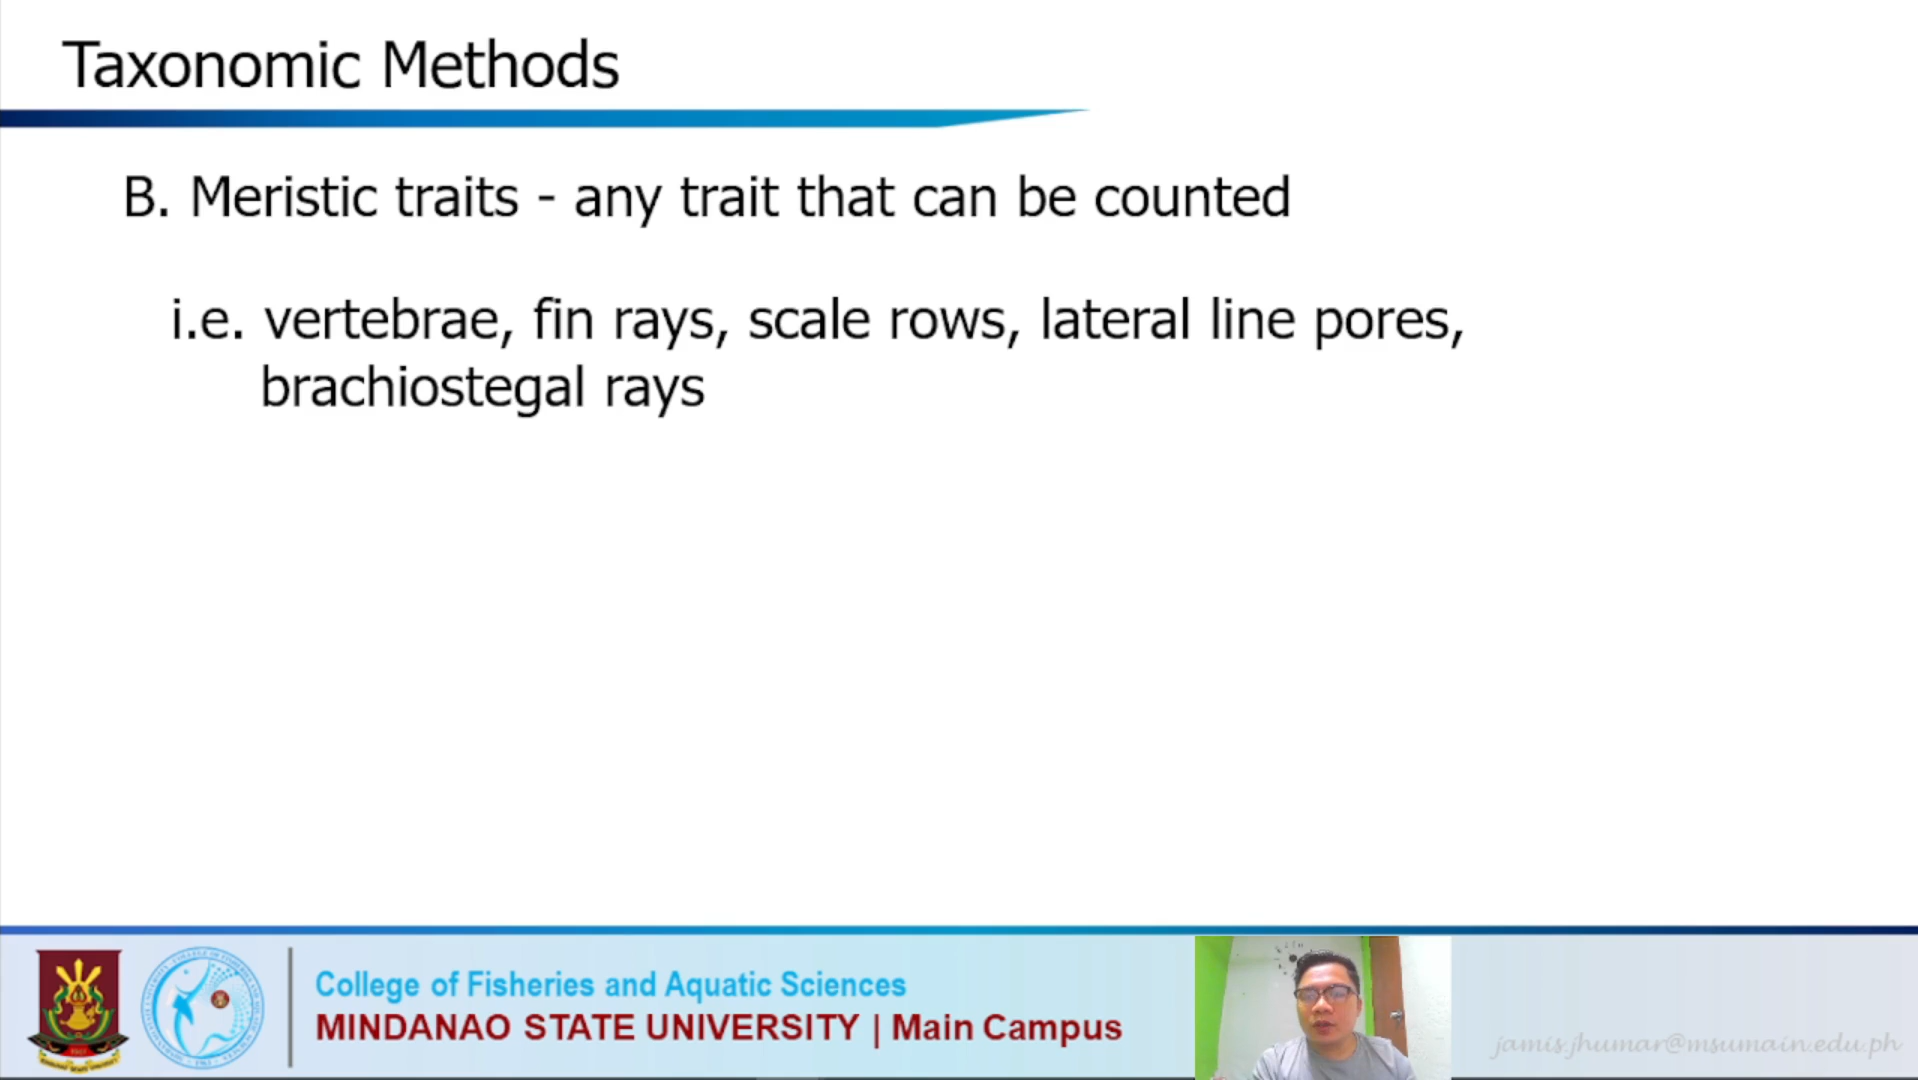 Taxonomic Methods
B. Meristic traits - any trait that can be counted
i.e. vertebrae, fin rays, scale rows, lateral line pores,
brachiostegal rays
College of Fisheries and Aquatic Sciences
MINDANAO STATE UNIVERSITY | Main Campus
jamis.jhumar@msumain.edu.ph